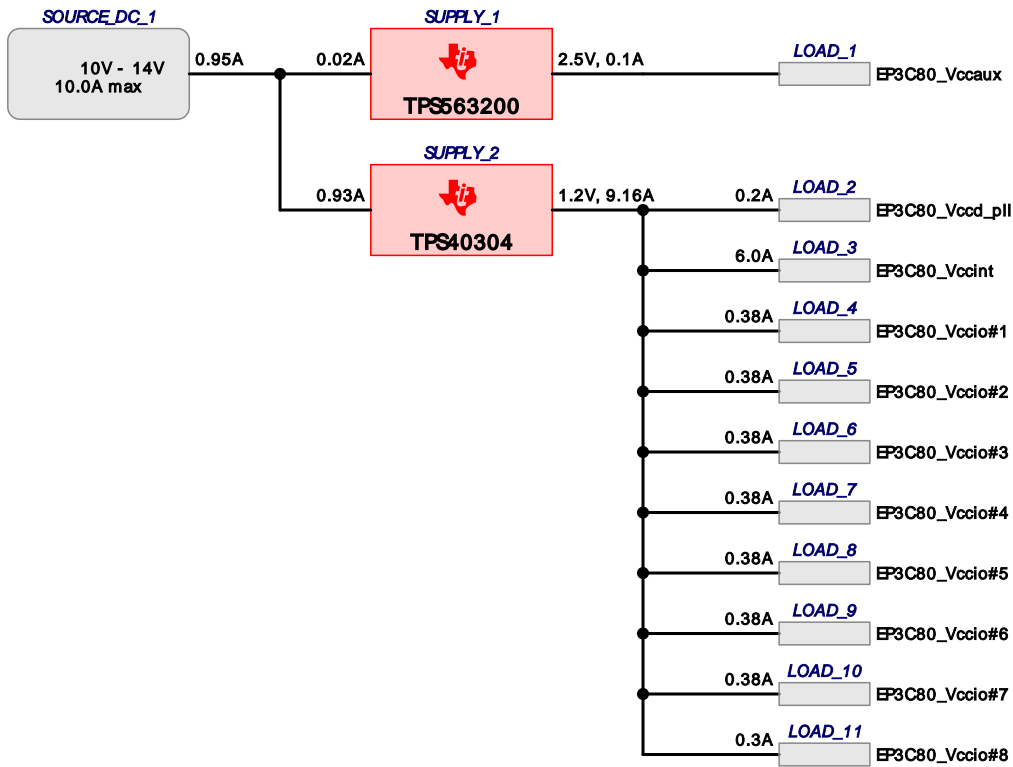 SOURCE_DC_1
10V - 14V
10.0A max
0.95A
0.02A
SUPPLY_1
TPS563200
2.5V, 0.1A
LOAD_1
EP3C80_Vccaux
0.93A
SUPPLY_2
TPS40304
1.2V, 9.16A
0.2A
LOAD_2
EP3C80_Vccd_pll
6.0A
LOAD_3
EP3C80_Vccint
0.38A
LOAD_4
EP3C80_Vccio#1
0.38A
LOAD_5
EP3C80_Vccio#2
0.38A
LOAD_6
EP3C80_Vccio#3
0.38A
LOAD_7
EP3C80_Vccio#4
0.38A
LOAD_8
EP3C80_Vccio#5
0.38A
LOAD_9
EP3C80_Vccio#6
0.38A
LOAD_10
EP3C80_Vccio#7
0.3A
LOAD_11
EP3C80_Vccio#8